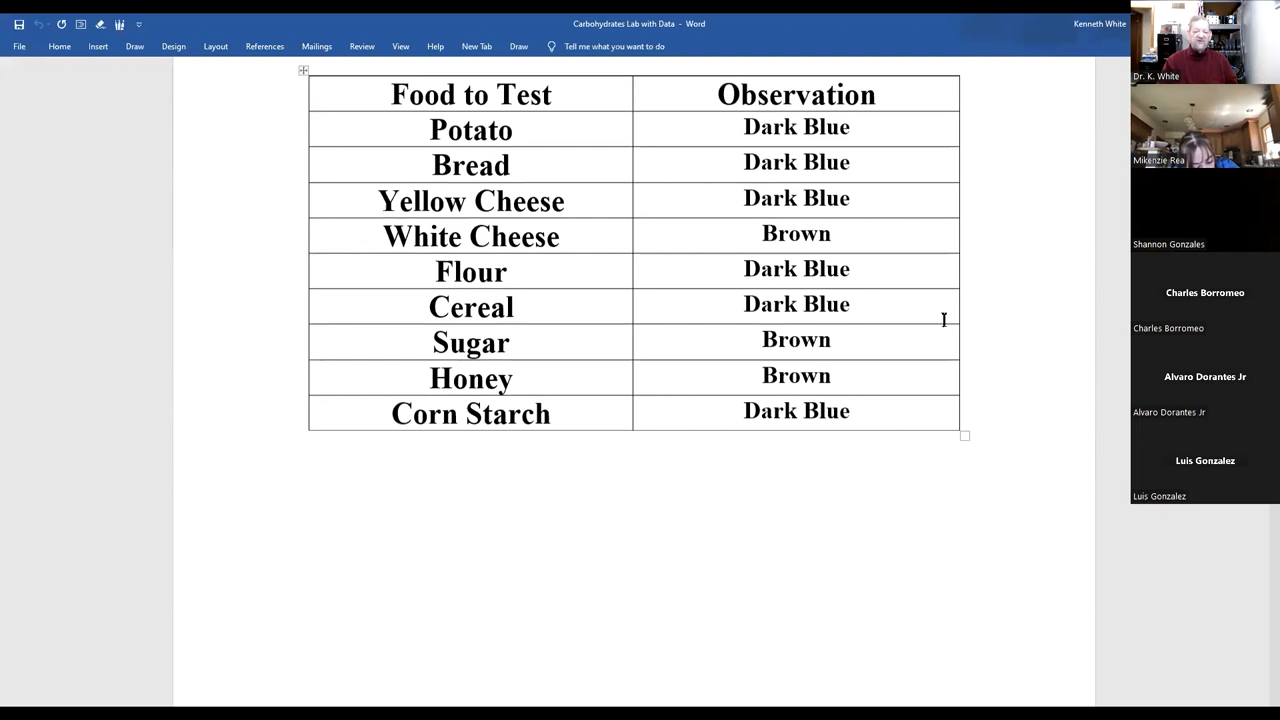 Carbohydrates Lab with Data - Word
Kenneth White
File Home Insert Draw Design Layout References Mailings Review View Help New Tab Draw Tell me what you want to do
Food to Test Observation
Potato Dark Blue
Bread Dark Blue
Yellow Cheese Dark Blue
White Cheese Brown
Flour Dark Blue
Cereal Dark Blue
Sugar Brown
Honey Brown
Corn Starch Dark Blue
Dr. K. White
Mikenzie Rea
Shannon Gonzales
Charles Borromeo
Charles Borromeo
Alvaro Dorantes Jr
Alvaro Dorantes Jr
Luis Gonzalez
Luis Gonzalez